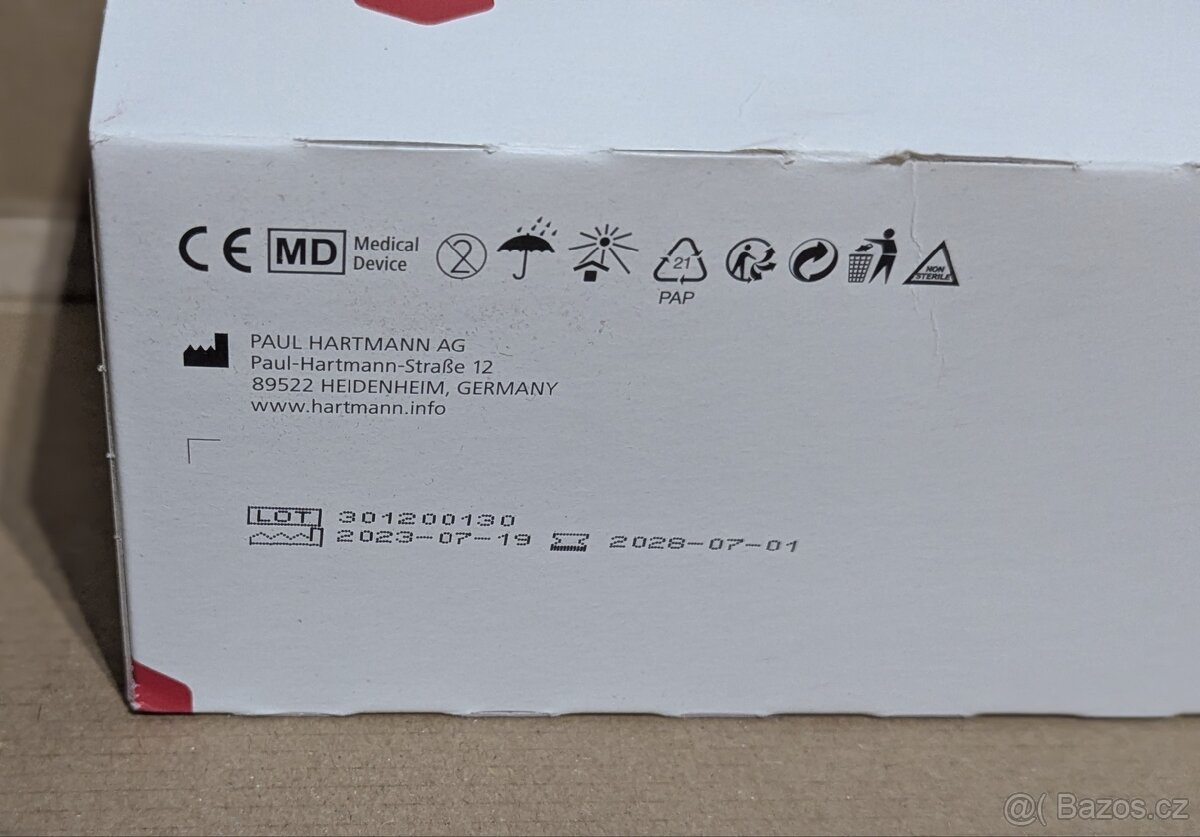 CE MD Medical Device 2 21 PAP NON STERILE
PAUL HARTMANN AG
Paul-Hartmann-Straße 12
89522 HEIDENHEIM, GERMANY
www.hartmann.info
LOT 301200130
2023-07-19 2028-07-01
@( Bazos.cz